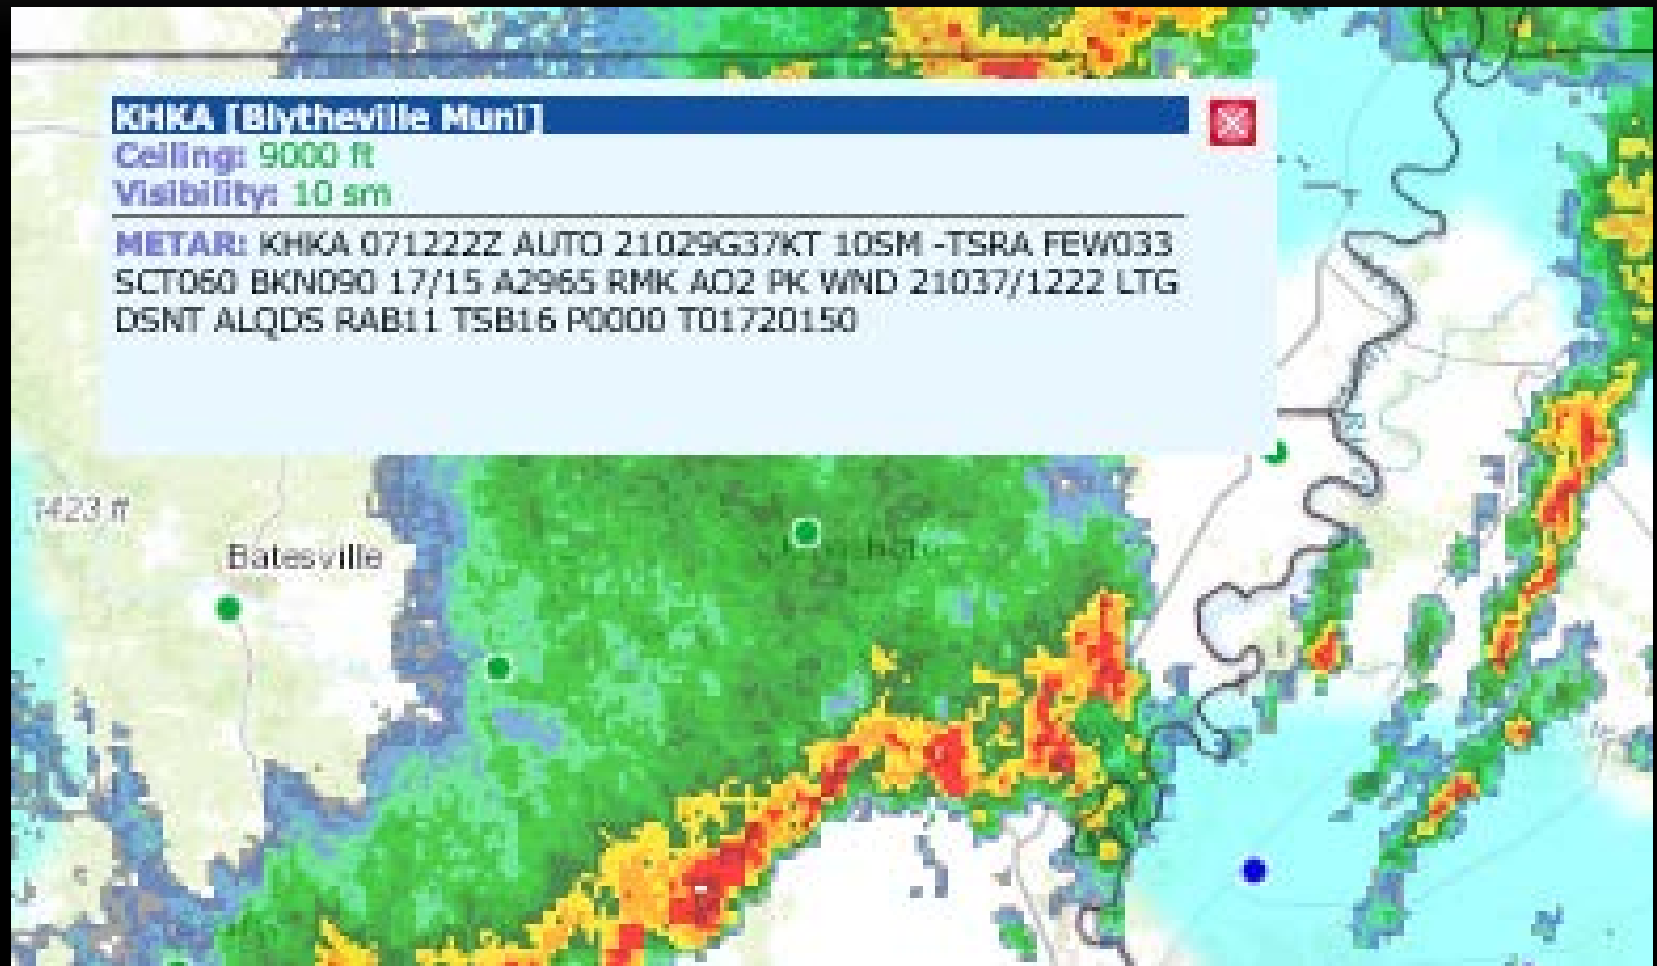 KHKA [Blytheville Muni]
Ceiling: 9000 ft
Visibility: 10 sm
METAR: KHKA 071222Z AUTO 21029G37KT 10SM -TSRA FEW033
SCT060 BKN090 17/15 A2965 RMK AO2 PK WND 21037/1222 LTG
DSNT ALQDS RAB11 TSB16 P0000 T01720150
1423 ft
Batesville